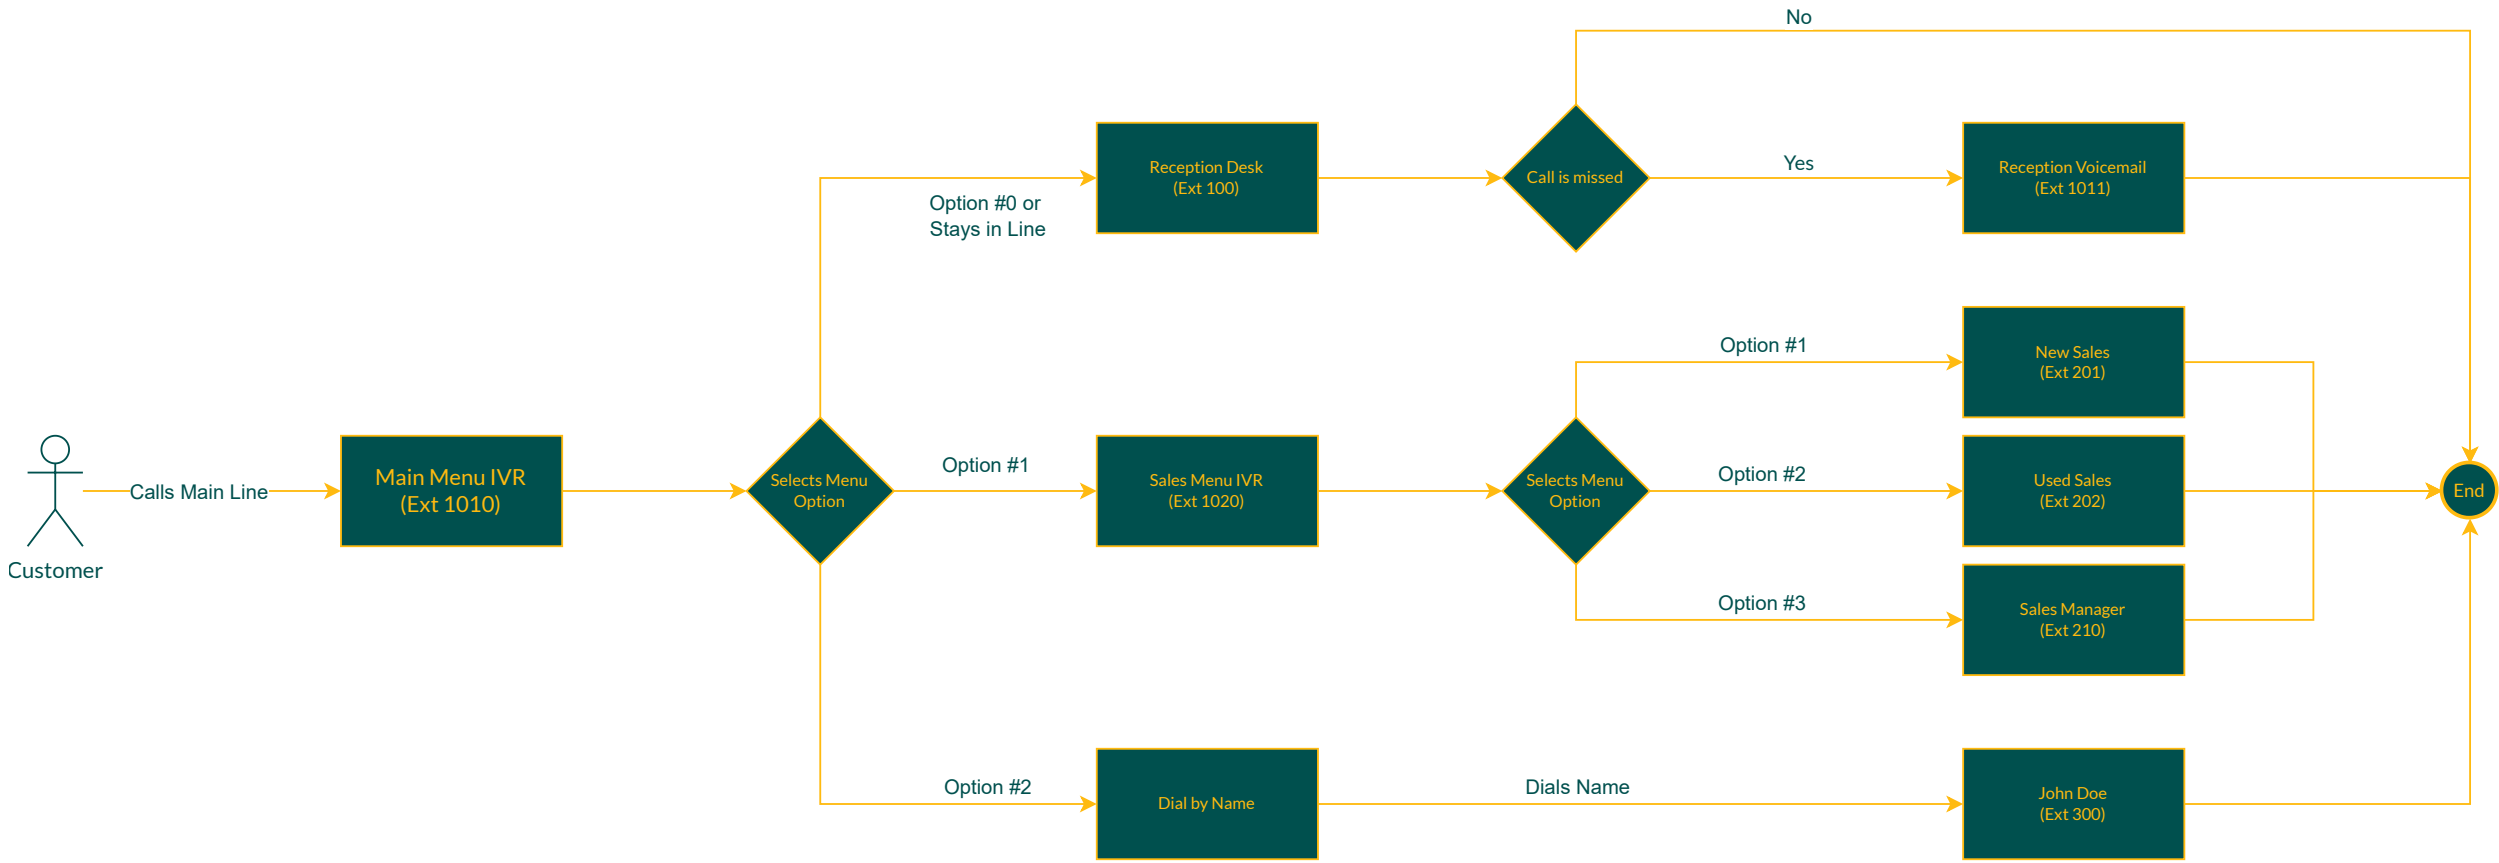 No
Reception Desk
(Ext 100)
Call is missed
Yes
Reception Voicemail
(Ext 1011)
Option #0 or
Stays in Line
Option #1
New Sales
(Ext 201)
Customer
Calls Main Line
Main Menu IVR
(Ext 1010)
Selects Menu
Option
Option #1
Sales Menu IVR
(Ext 1020)
Selects Menu
Option
Option #2
Used Sales
(Ext 202)
End
Option #3
Sales Manager
(Ext 210)
Option #2
Dial by Name
Dials Name
John Doe
(Ext 300)